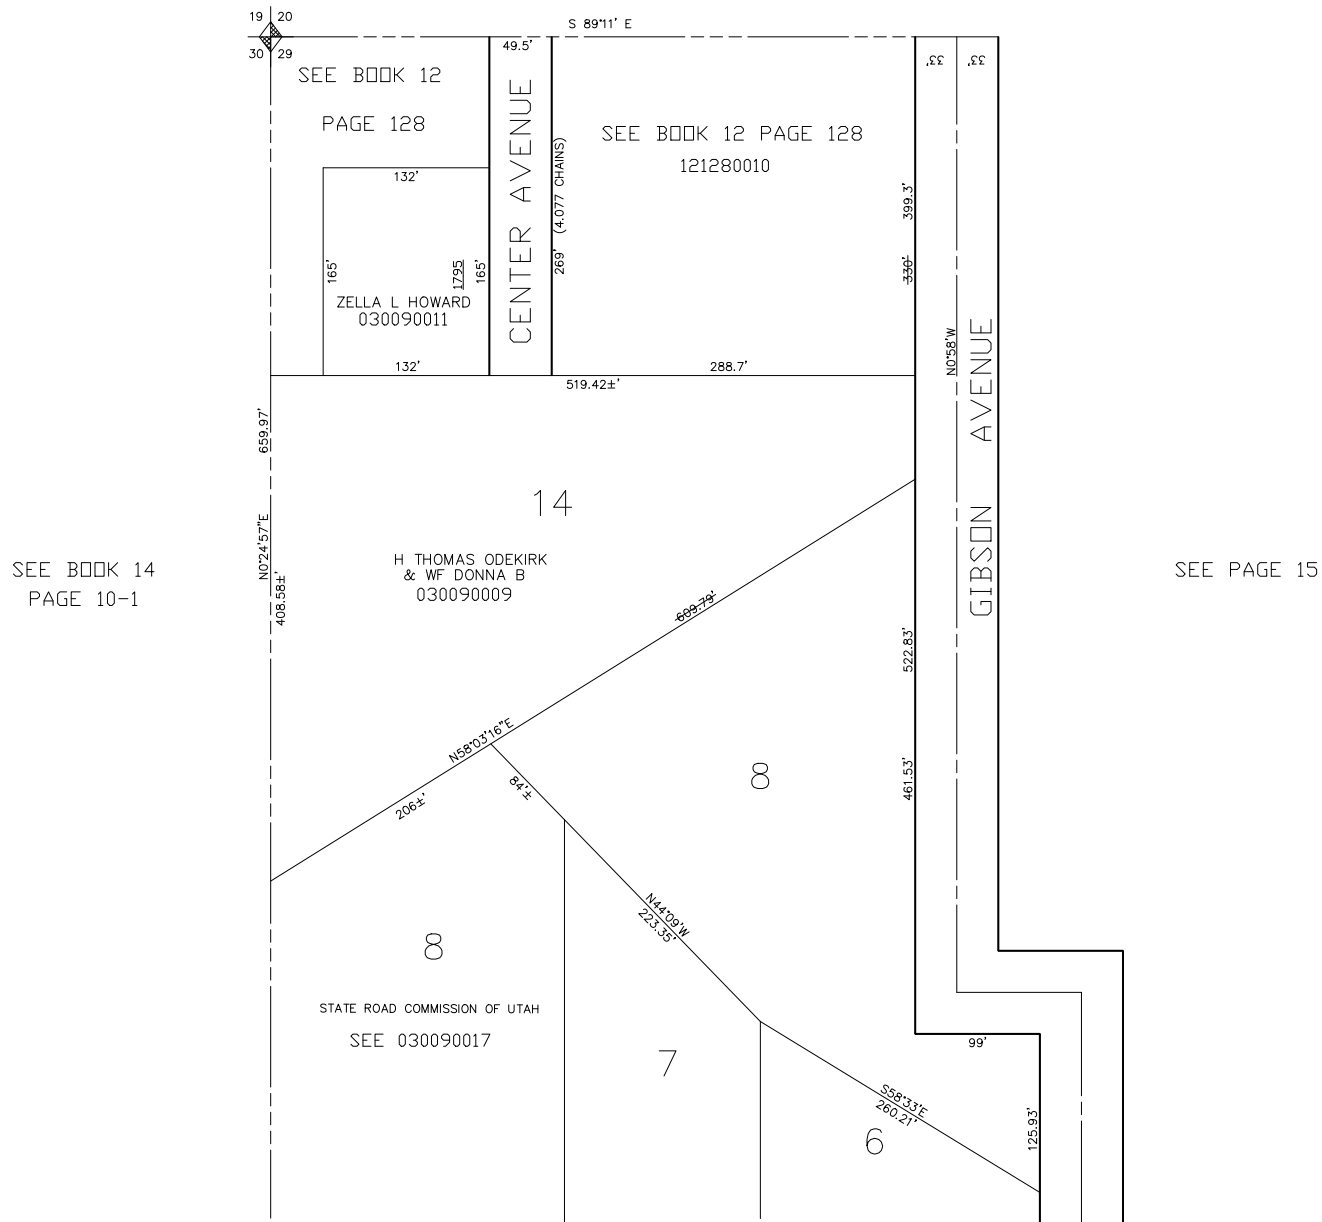 19 20
30 29
S 89°11' E
49.5'
33' 33'
SEE BOOK 12
PAGE 128
CENTER AVENUE
269' (4.077 CHAINS)
SEE BOOK 12 PAGE 128
121280010
399.3'
330'
132'
165'
1795
165'
ZELLA L HOWARD
030090011
132'
288.7'
519.42±'
N0°58'W
GIBSON AVENUE
659.97'
N0°24'57"E
408.58±'
14
H THOMAS ODEKIRK
& WF DONNA B
030090009
SEE BOOK 14
PAGE 10-1
SEE PAGE 15
609.79'
522.83'
N58°03'16"E
206±'
84'±
8
461.53'
N44°09'W
223.35'
8
STATE ROAD COMMISSION OF UTAH
SEE 030090017
7
99'
S58°33'E
260.21'
125.93'
6